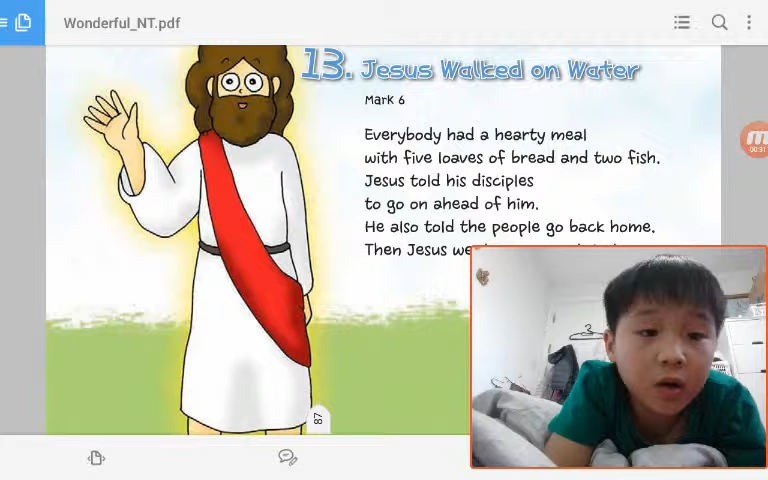 Wonderful_NT.pdf
13. Jesus Walked on Water
Mark 6
Everybody had a hearty meal
with five loaves of bread and two fish.
Jesus told his disciples
to go on ahead of him.
He also told the people go back home.
Then Jesus
00:31
87